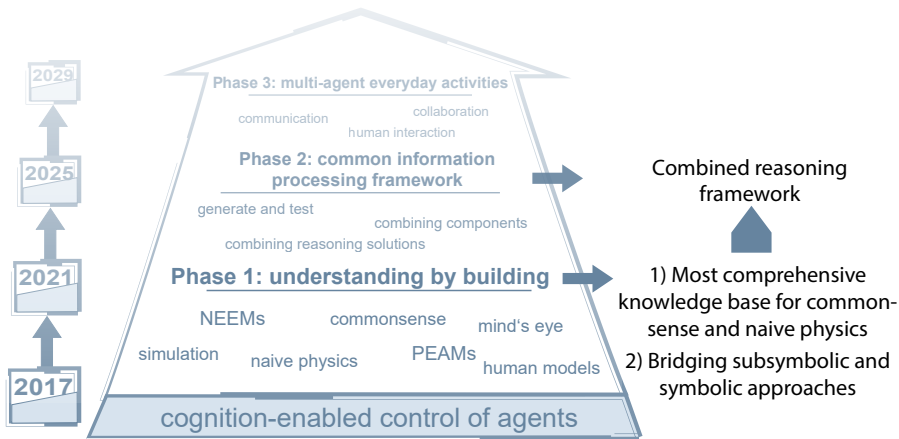 2029
Phase 3: multi-agent everyday activities
communication
collaboration
human interaction
2025
Phase 2: common information
processing framework
generate and test
combining components
combining reasoning solutions
Combined reasoning
framework
2021
Phase 1: understanding by building
NEEMs
commonsense
mind's eye
simulation
naive physics
PEAMs
human models
1) Most comprehensive
knowledge base for common-
sense and naive physics
2) Bridging subsymbolic and
symbolic approaches
2017
cognition-enabled control of agents